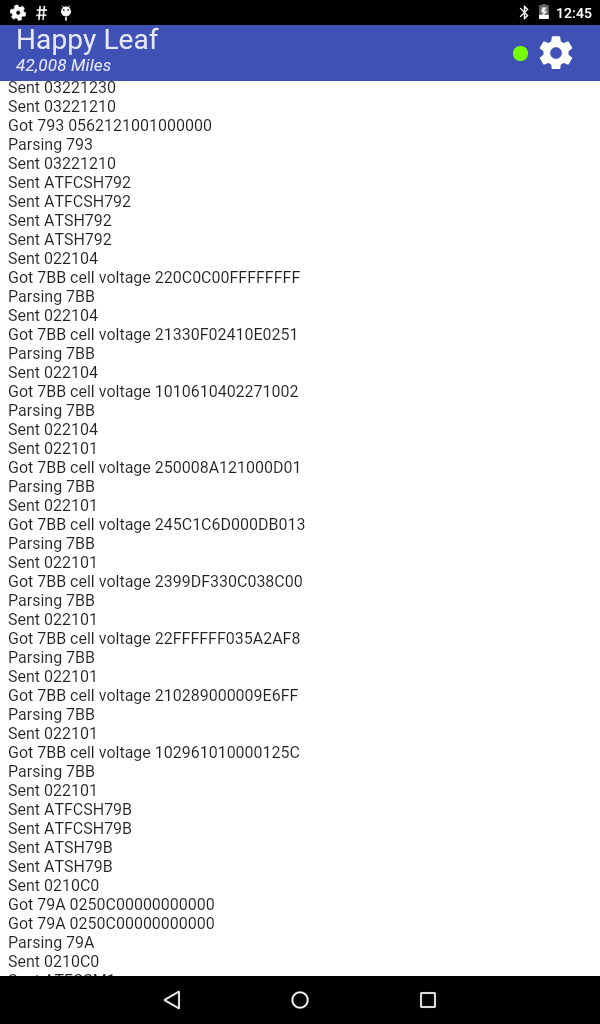 12:45
Happy Leaf
42,008 Miles
Sent 03221230
Sent 03221210
Got 793 0562121001000000
Parsing 793
Sent 03221210
Sent ATFCSH792
Sent ATFCSH792
Sent ATSH792
Sent ATSH792
Sent 022104
Got 7BB cell voltage 220C0C00FFFFFFFF
Parsing 7BB
Sent 022104
Got 7BB cell voltage 21330F02410E0251
Parsing 7BB
Sent 022104
Got 7BB cell voltage 1010610402271002
Parsing 7BB
Sent 022104
Sent 022101
Got 7BB cell voltage 250008A121000D01
Parsing 7BB
Sent 022101
Got 7BB cell voltage 245C1C6D000DB013
Parsing 7BB
Sent 022101
Got 7BB cell voltage 2399DF330C038C00
Parsing 7BB
Sent 022101
Got 7BB cell voltage 22FFFFFF035A2AF8
Parsing 7BB
Sent 022101
Got 7BB cell voltage 210289000009E6FF
Parsing 7BB
Sent 022101
Got 7BB cell voltage 102961010000125C
Parsing 7BB
Sent 022101
Sent ATFCSH79B
Sent ATFCSH79B
Sent ATSH79B
Sent ATSH79B
Sent 0210C0
Got 79A 0250C00000000000
Got 79A 0250C00000000000
Parsing 79A
Sent 0210C0